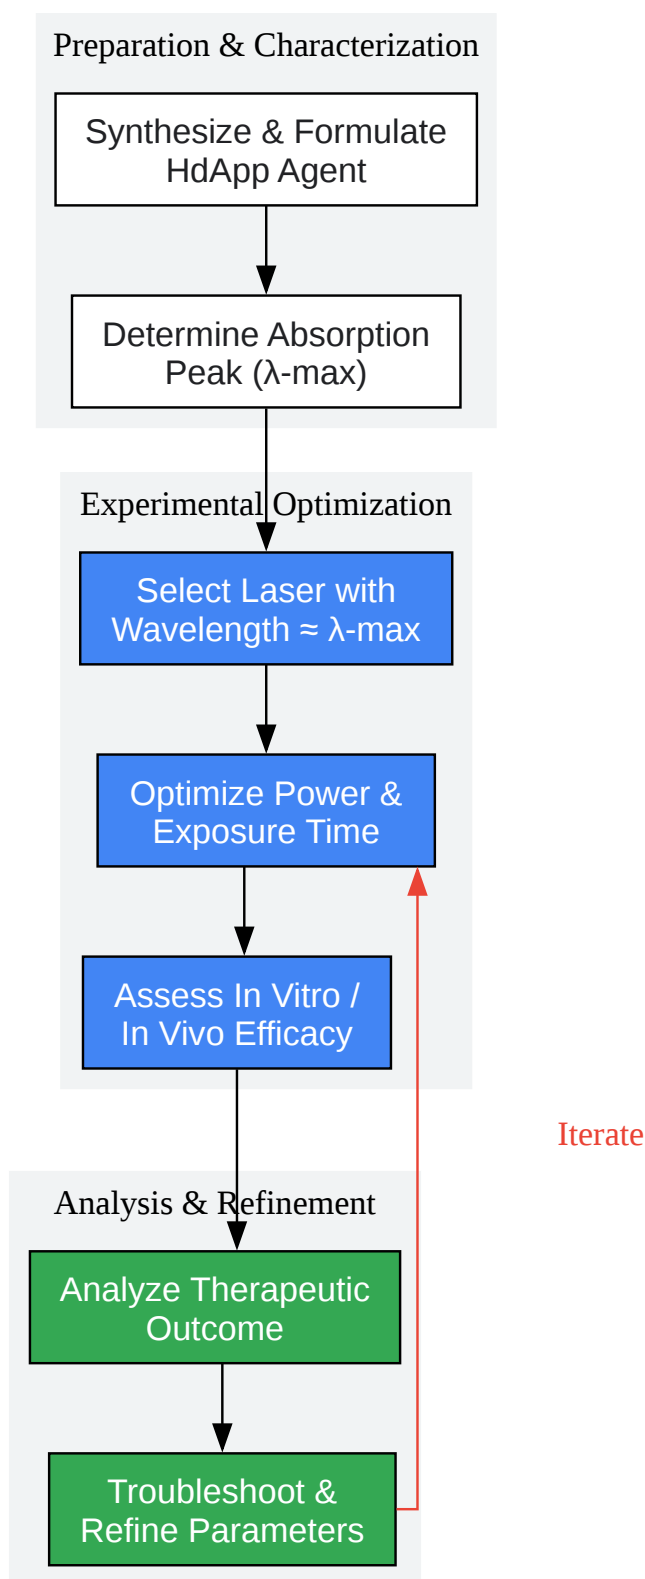 Preparation & Characterization
Synthesize & Formulate
HdApp Agent
Determine Absorption
Peak (λ-max)
Experimental Optimization
Select Laser with
Wavelength ≈ λ-max
Optimize Power &
Exposure Time
Assess In Vitro /
In Vivo Efficacy
Iterate
Analysis & Refinement
Analyze Therapeutic
Outcome
Troubleshoot &
Refine Parameters